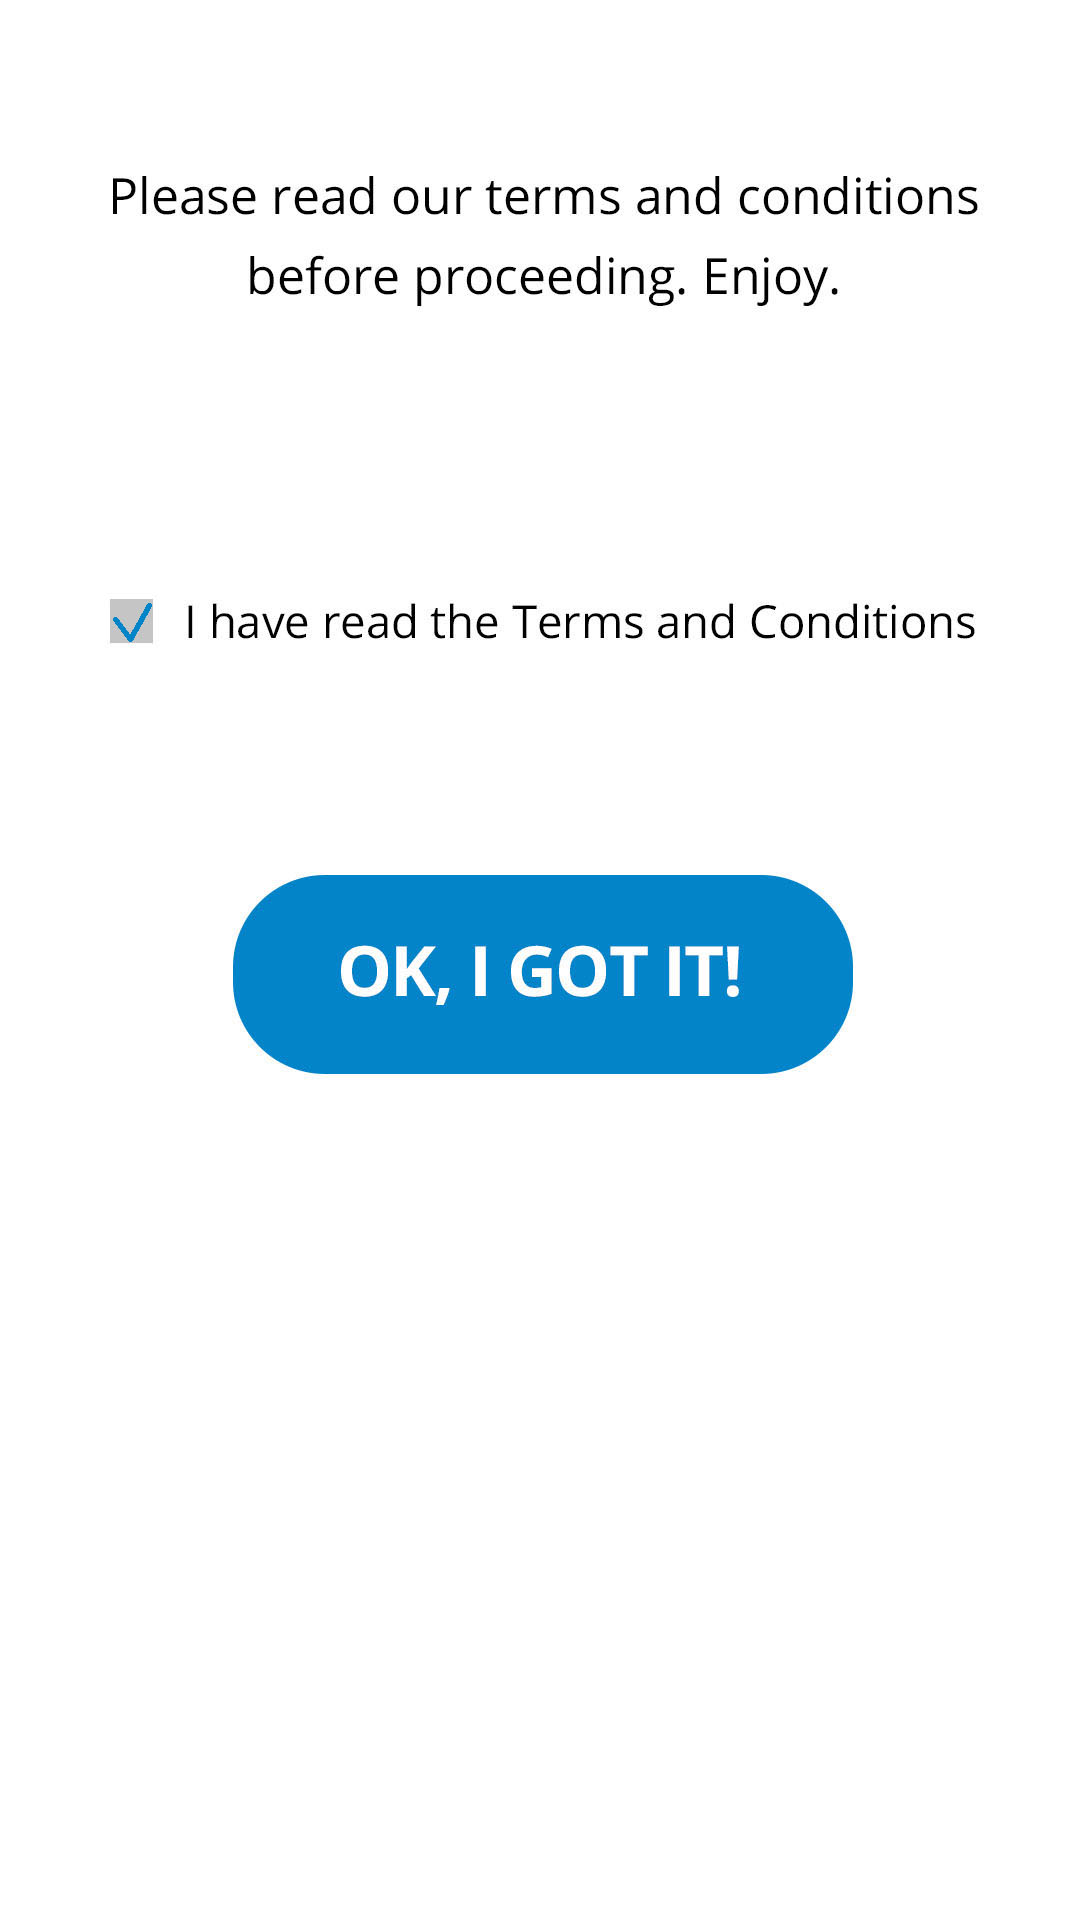 Please read our terms and conditions
before proceeding. Enjoy.
I have read the Terms and Conditions
OK, I GOT IT!